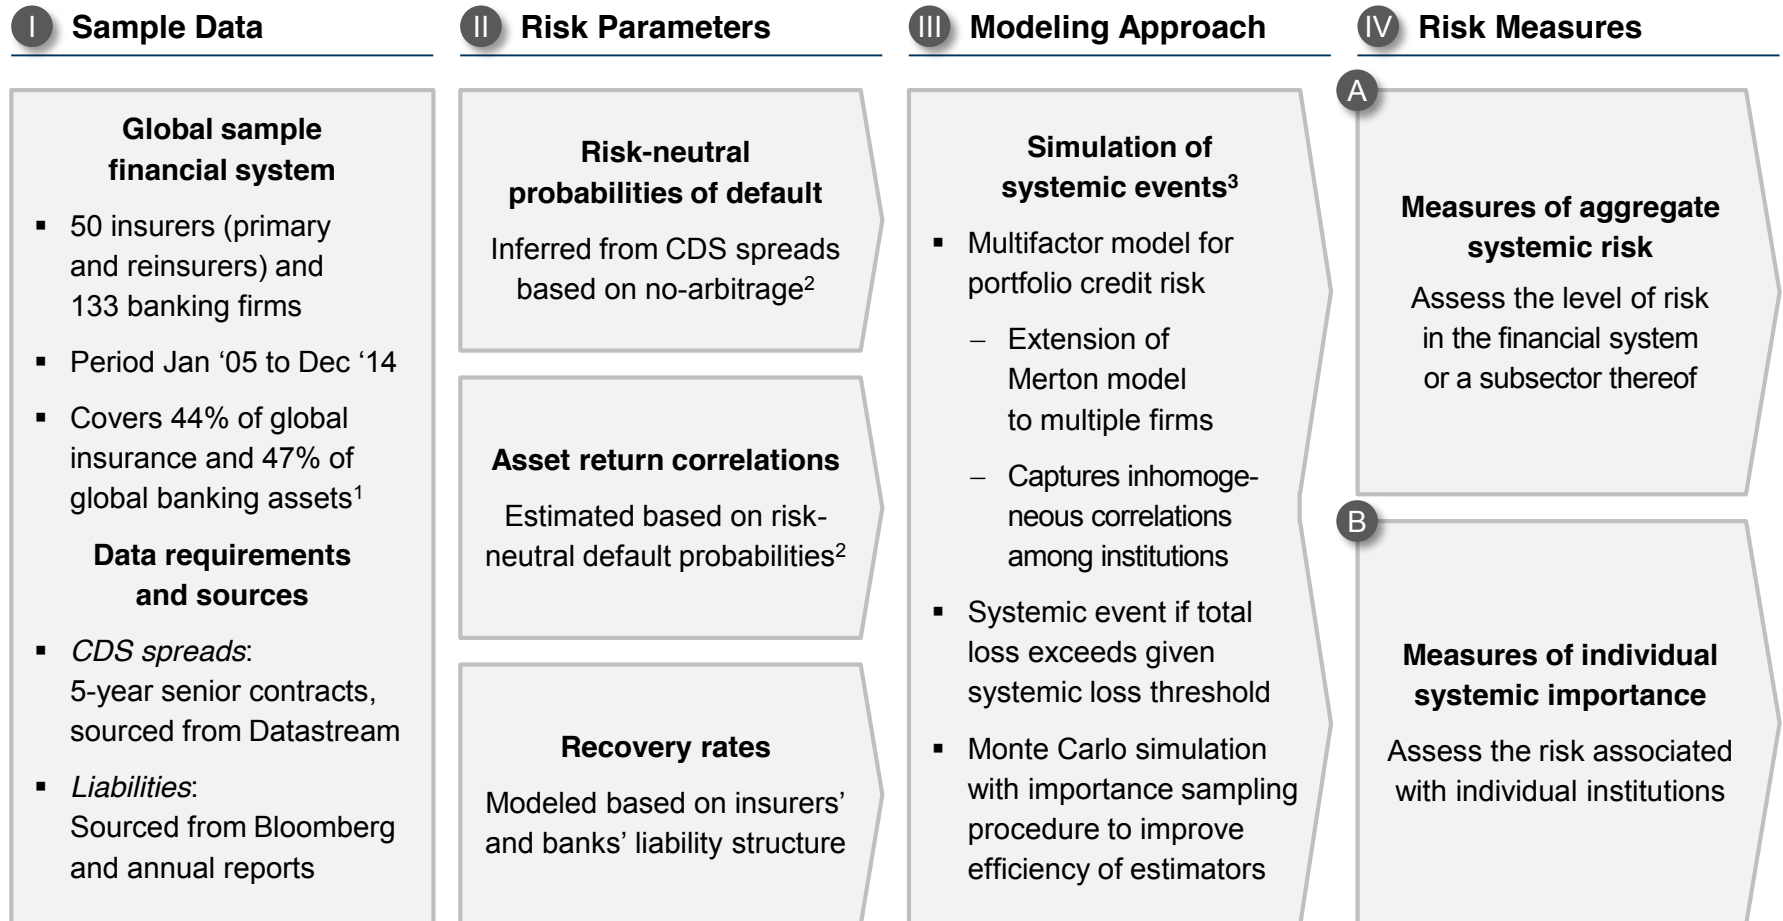 I Sample Data
Global sample
financial system
▪ 50 insurers (primary
and reinsurers) and
133 banking firms
▪ Period Jan ‘05 to Dec ‘14
▪ Covers 44% of global
insurance and 47% of
global banking assets¹
Data requirements
and sources
▪ CDS spreads:
5-year senior contracts,
sourced from Datastream
▪ Liabilities:
Sourced from Bloomberg
and annual reports
II Risk Parameters
Risk-neutral
probabilities of default
Inferred from CDS spreads
based on no-arbitrage²
Asset return correlations
Estimated based on risk-
neutral default probabilities²
Recovery rates
Modeled based on insurers’
and banks’ liability structure
III Modeling Approach
Simulation of
systemic events³
▪ Multifactor model for
portfolio credit risk
– Extension of
Merton model
to multiple firms
– Captures inhomoge-
neous correlations
among institutions
▪ Systemic event if total
loss exceeds given
systemic loss threshold
▪ Monte Carlo simulation
with importance sampling
procedure to improve
efficiency of estimators
IV Risk Measures
A
Measures of aggregate
systemic risk
Assess the level of risk
in the financial system
or a subsector thereof
B
Measures of individual
systemic importance
Assess the risk associated
with individual institutions